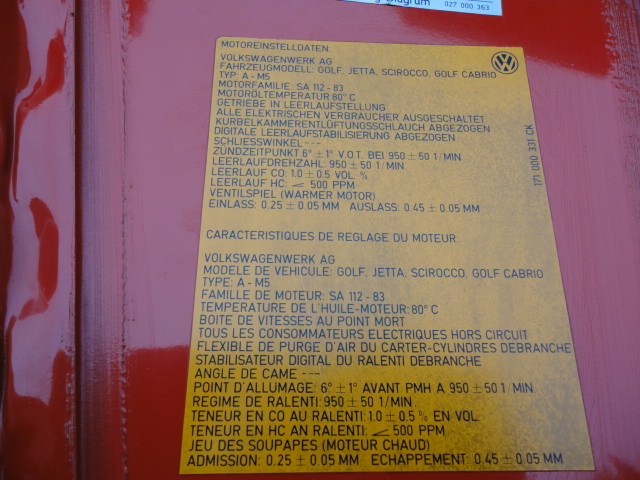 Diagrum
027 000 363
MOTOREINSTELLDATEN:
VOLKSWAGENWERK AG
FAHRZEUGMODELL: GOLF, JETTA, SCIROCCO, GOLF CABRIO
TYP: A-M5
MOTORFAMILIE: SA 112-83
MOTORÖLTEMPERATUR 80° C
GETRIEBE IN LEERLAUFSTELLUNG
ALLE ELEKTRISCHEN VERBRAUCHER AUSGESCHALTET
KURBELKAMMERENTLÜFTUNGSSCHLAUCH ABGEZOGEN
DIGITALE LEERLAUFSTABILISIERUNG ABGEZOGEN
SCHLIESSWINKEL ---
ZÜNDZEITPUNKT 6° ± 1° V.O.T. BEI 950 ± 50 1/MIN
LEERLAUFDREHZAHL: 950 ± 50 1/MIN.
LEERLAUF CO: 1.0 ± 0.5 VOL. %
LEERLAUF HC: ≤ 500 PPM
VENTILSPIEL (WARMER MOTOR)
EINLASS: 0.25 ± 0.05 MM AUSLASS: 0.45 ± 0.05 MM
171 000 331 CK
CARACTERISTIQUES DE REGLAGE DU MOTEUR
VOLKSWAGENWERK AG
MODELE DE VEHICULE: GOLF, JETTA, SCIROCCO, GOLF CABRIO
TYPE: A-M5
FAMILLE DE MOTEUR: SA 112-83
TEMPERATURE DE L'HUILE-MOTEUR: 80° C
BOITE DE VITESSES AU POINT MORT
TOUS LES CONSOMMATEURS ELECTRIQUES HORS CIRCUIT
FLEXIBLE DE PURGE D'AIR DU CARTER-CYLINDRES DEBRANCHE
STABILISATEUR DIGITAL DU RALENTI DEBRANCHE
ANGLE DE CAME ---
POINT D'ALLUMAGE: 6° ± 1° AVANT PMH A 950 ± 50 1/MIN
REGIME DE RALENTI: 950 ± 50 1/MIN.
TENEUR EN CO AU RALENTI: 1.0 ± 0.5 % EN VOL.
TENEUR EN HC AN RALENTI: ≤ 500 PPM
JEU DES SOUPAPES (MOTEUR CHAUD)
ADMISSION: 0.25 ± 0.05 MM ECHAPPEMENT: 0.45 ± 0.05 MM